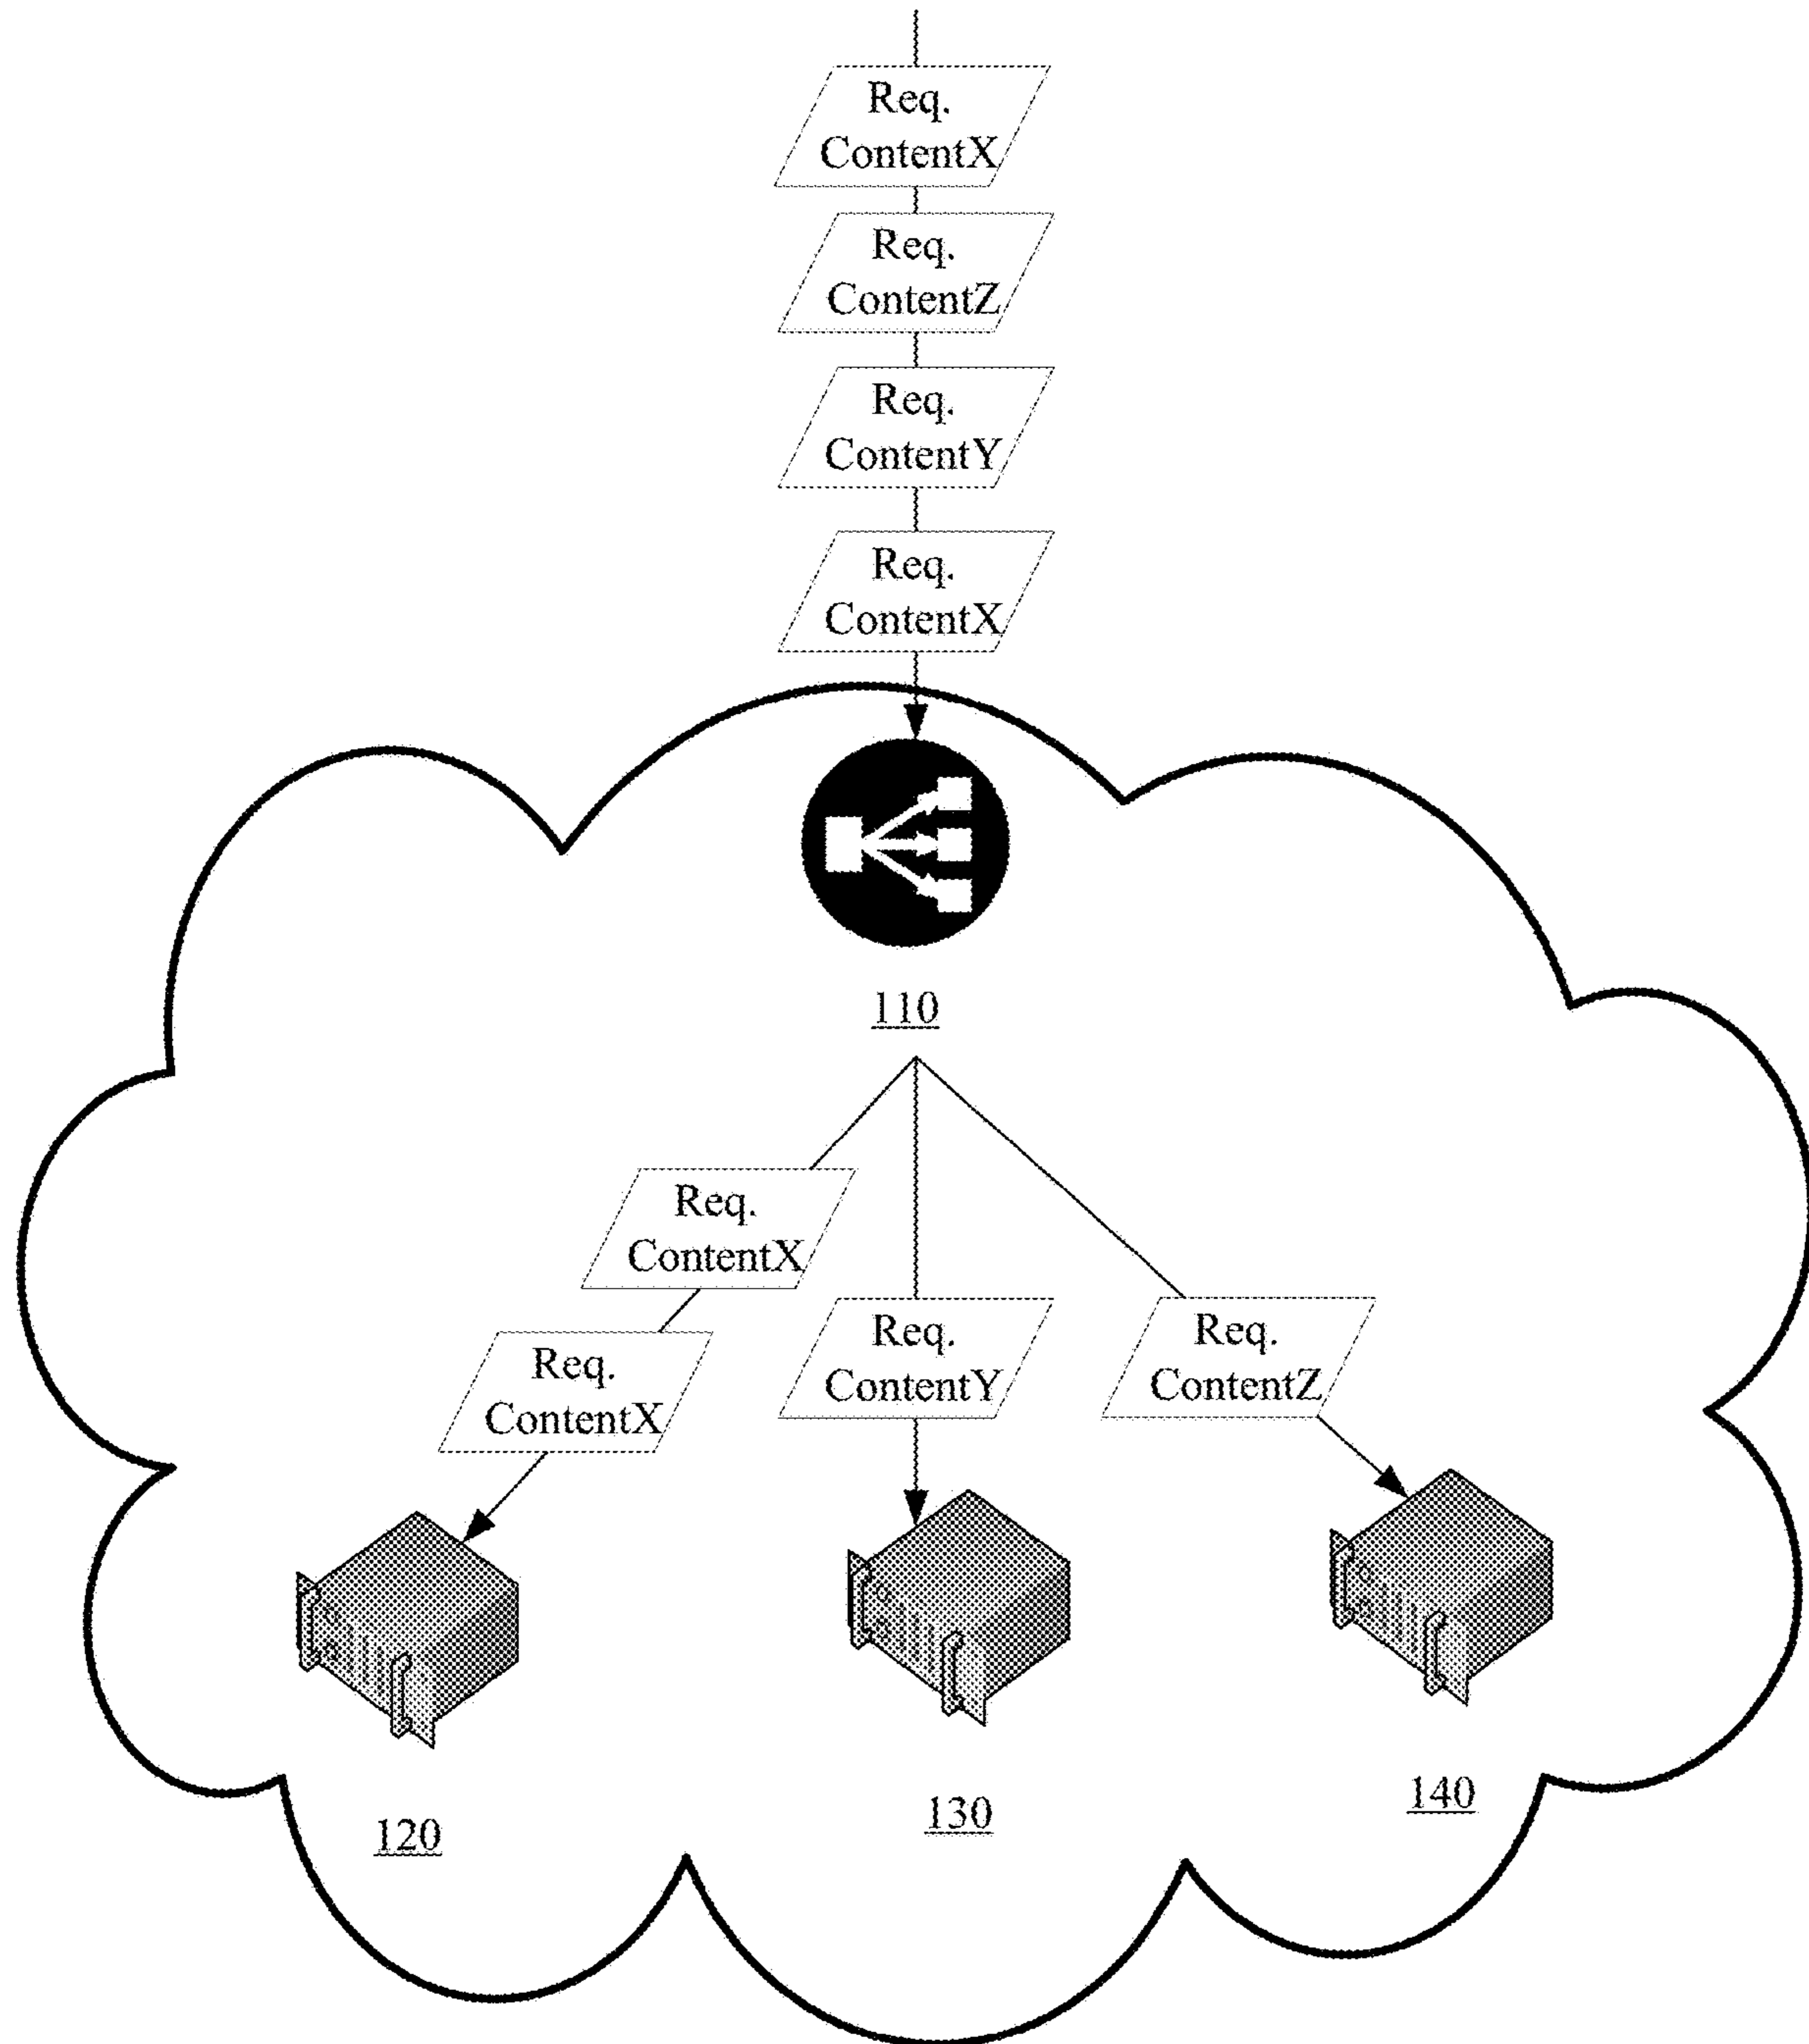 Req.
ContentX
Req.
ContentZ
Req.
ContentY
Req.
ContentX
110
Req.
ContentX
Req.
ContentX
Req.
ContentY
Req.
ContentZ
120
130
140